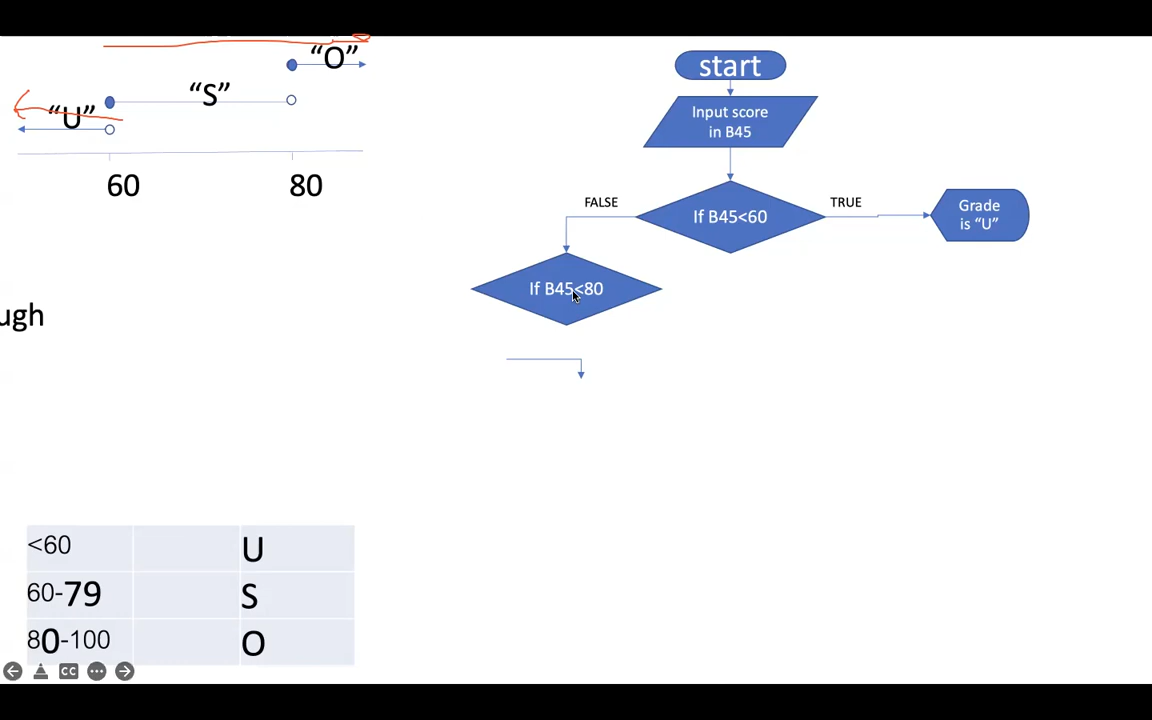 “O”
“S”
“U”
60 80
ugh
start
Input score
in B45
FALSE
If B45<60
TRUE
Grade
is “U”
If B45<80
<60 U
60-79 S
80-100 O
CC